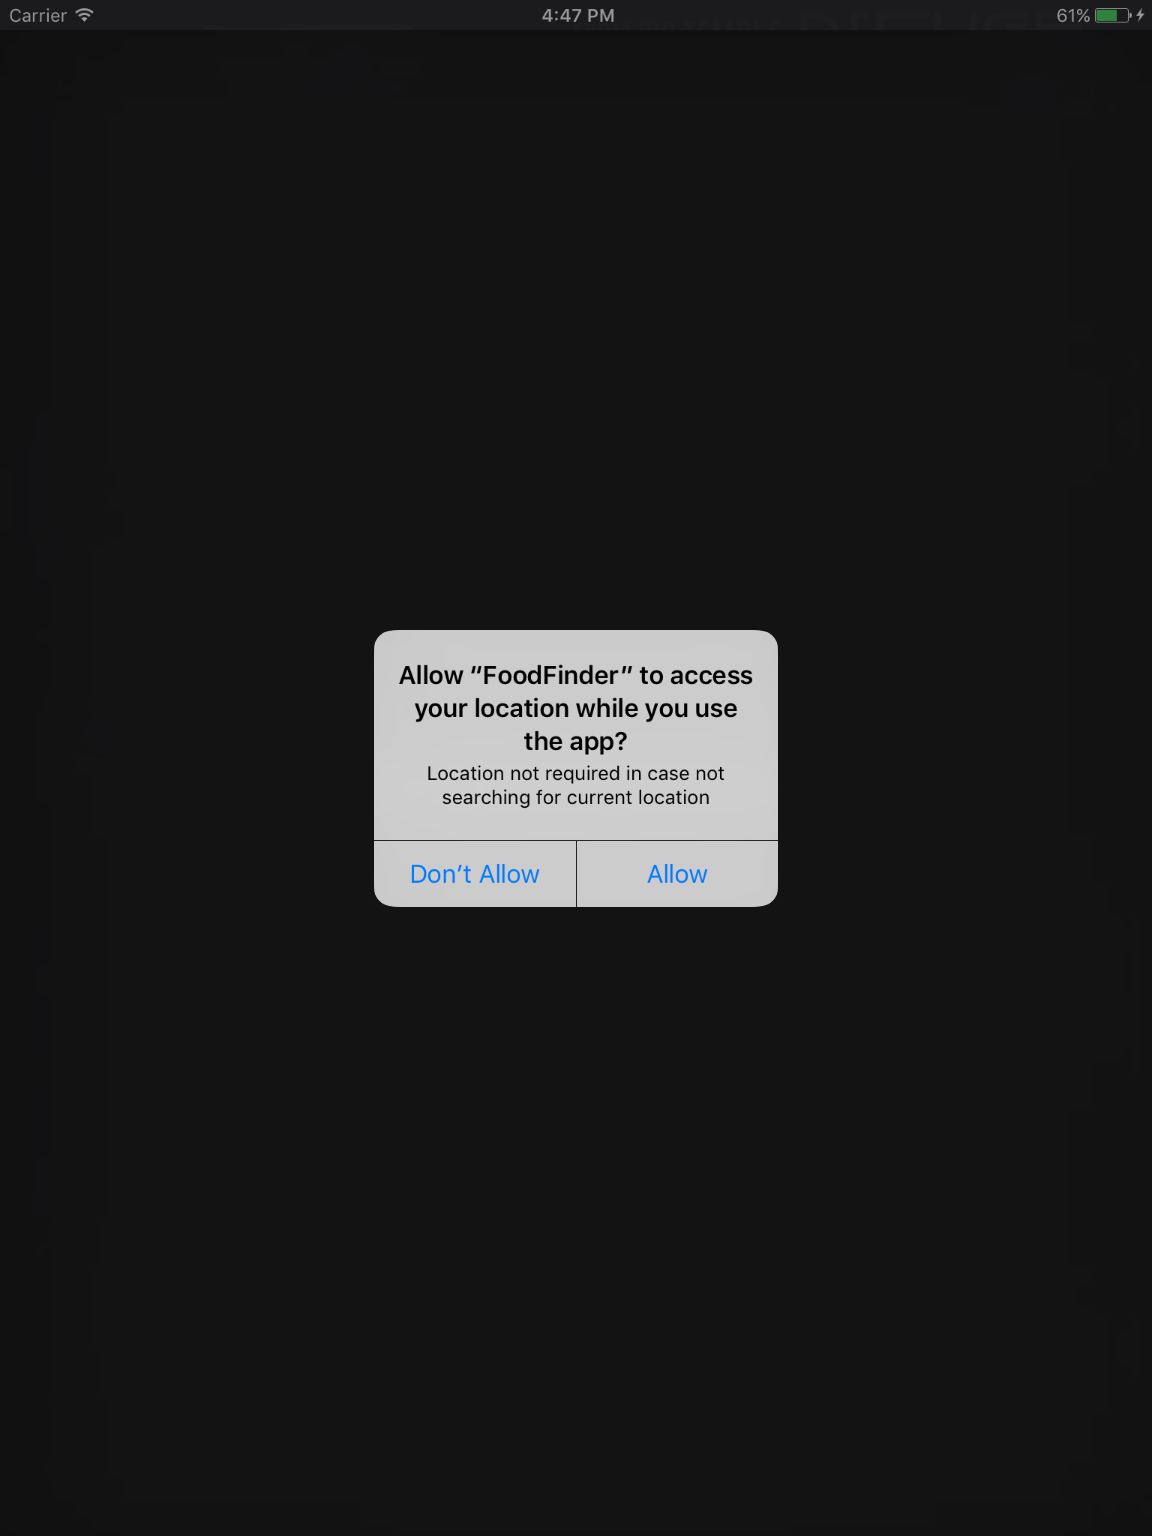 Carrier 4:47 PM 61%
Allow “FoodFinder” to access
your location while you use
the app?
Location not required in case not
searching for current location
Don’t Allow Allow